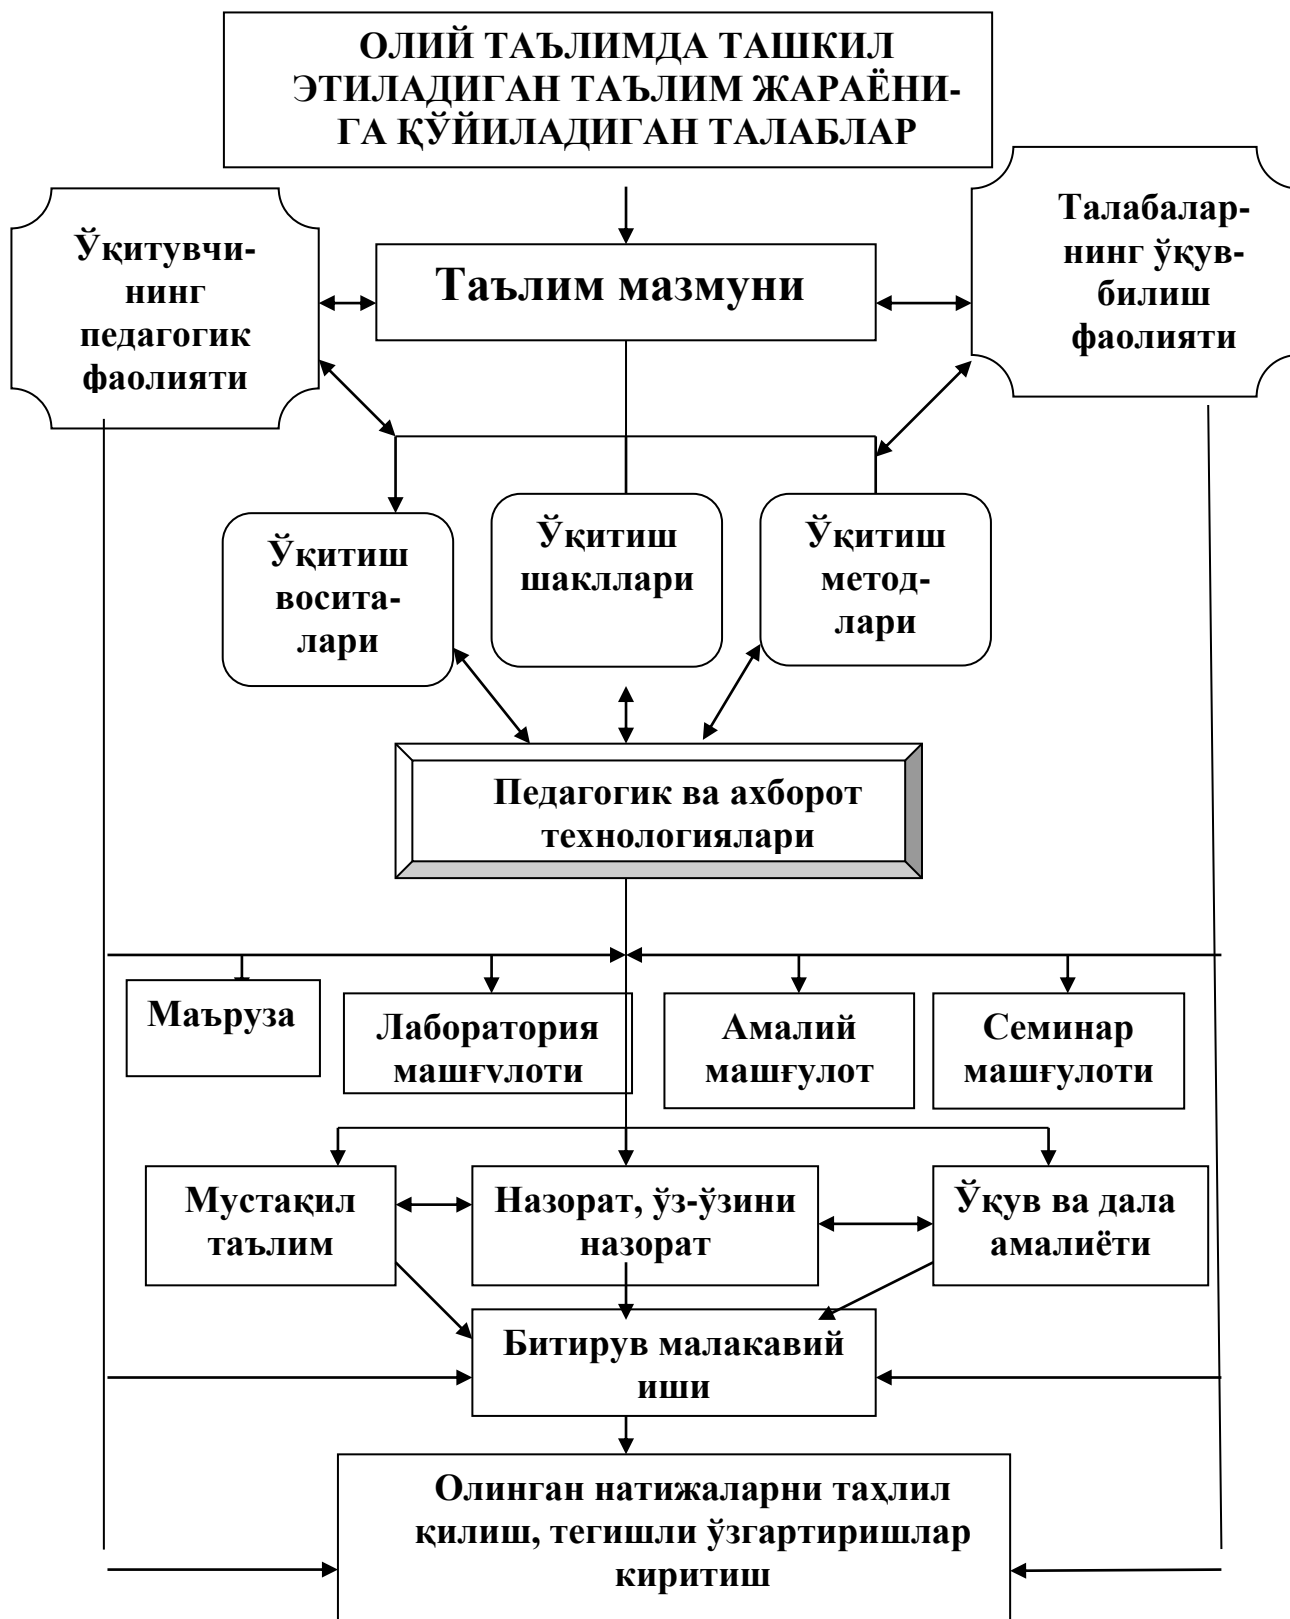 ОЛИЙ ТАЪЛИМДА ТАШКИЛ
ЭТИЛАДИГАН ТАЪЛИМ ЖАРАЁНИ-
ГА ҚЎЙИЛАДИГАН ТАЛАБЛАР
Ўқитувчи-
нинг
педагогик
фаолияти
Таълим мазмуни
Талабалар-
нинг ўқув-
билиш
фаолияти
Ўқитиш
восита-
лари
Ўқитиш
шакллари
Ўқитиш
метод-
лари
Педагогик ва ахборот
технологиялари
Маъруза
Лаборатория
машғулоти
Амалий
машғулот
Семинар
машғулоти
Мустақил
таълим
Назорат, ўз-ўзини
назорат
Ўқув ва дала
амалиёти
Битирув малакавий
иши
Олинган натижаларни таҳлил
қилиш, тегишли ўзгартиришлар
киритиш